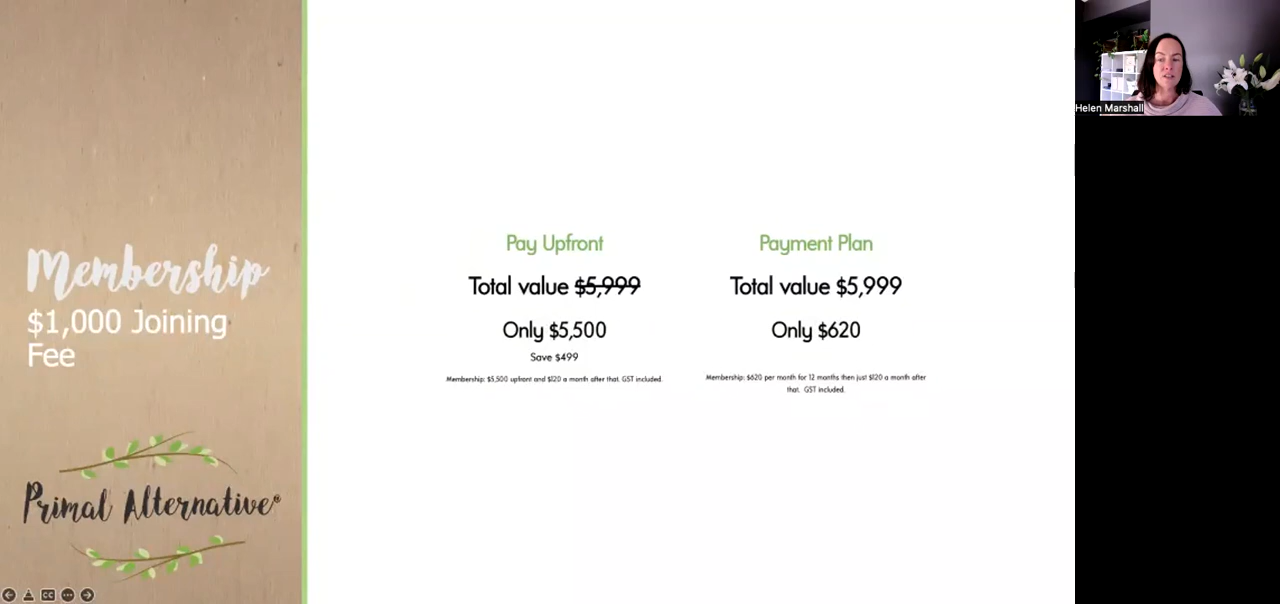 Membership
$1,000 Joining
Fee
Primal Alternative®
Pay Upfront
Total value $5,999
Only $5,500
Save $499
Membership: $5,500 upfront and $120 a month after that. GST included.
Payment Plan
Total value $5,999
Only $620
Membership: $620 per month for 12 months then just $120 a month after
that. GST included.
Helen Marshall
CC